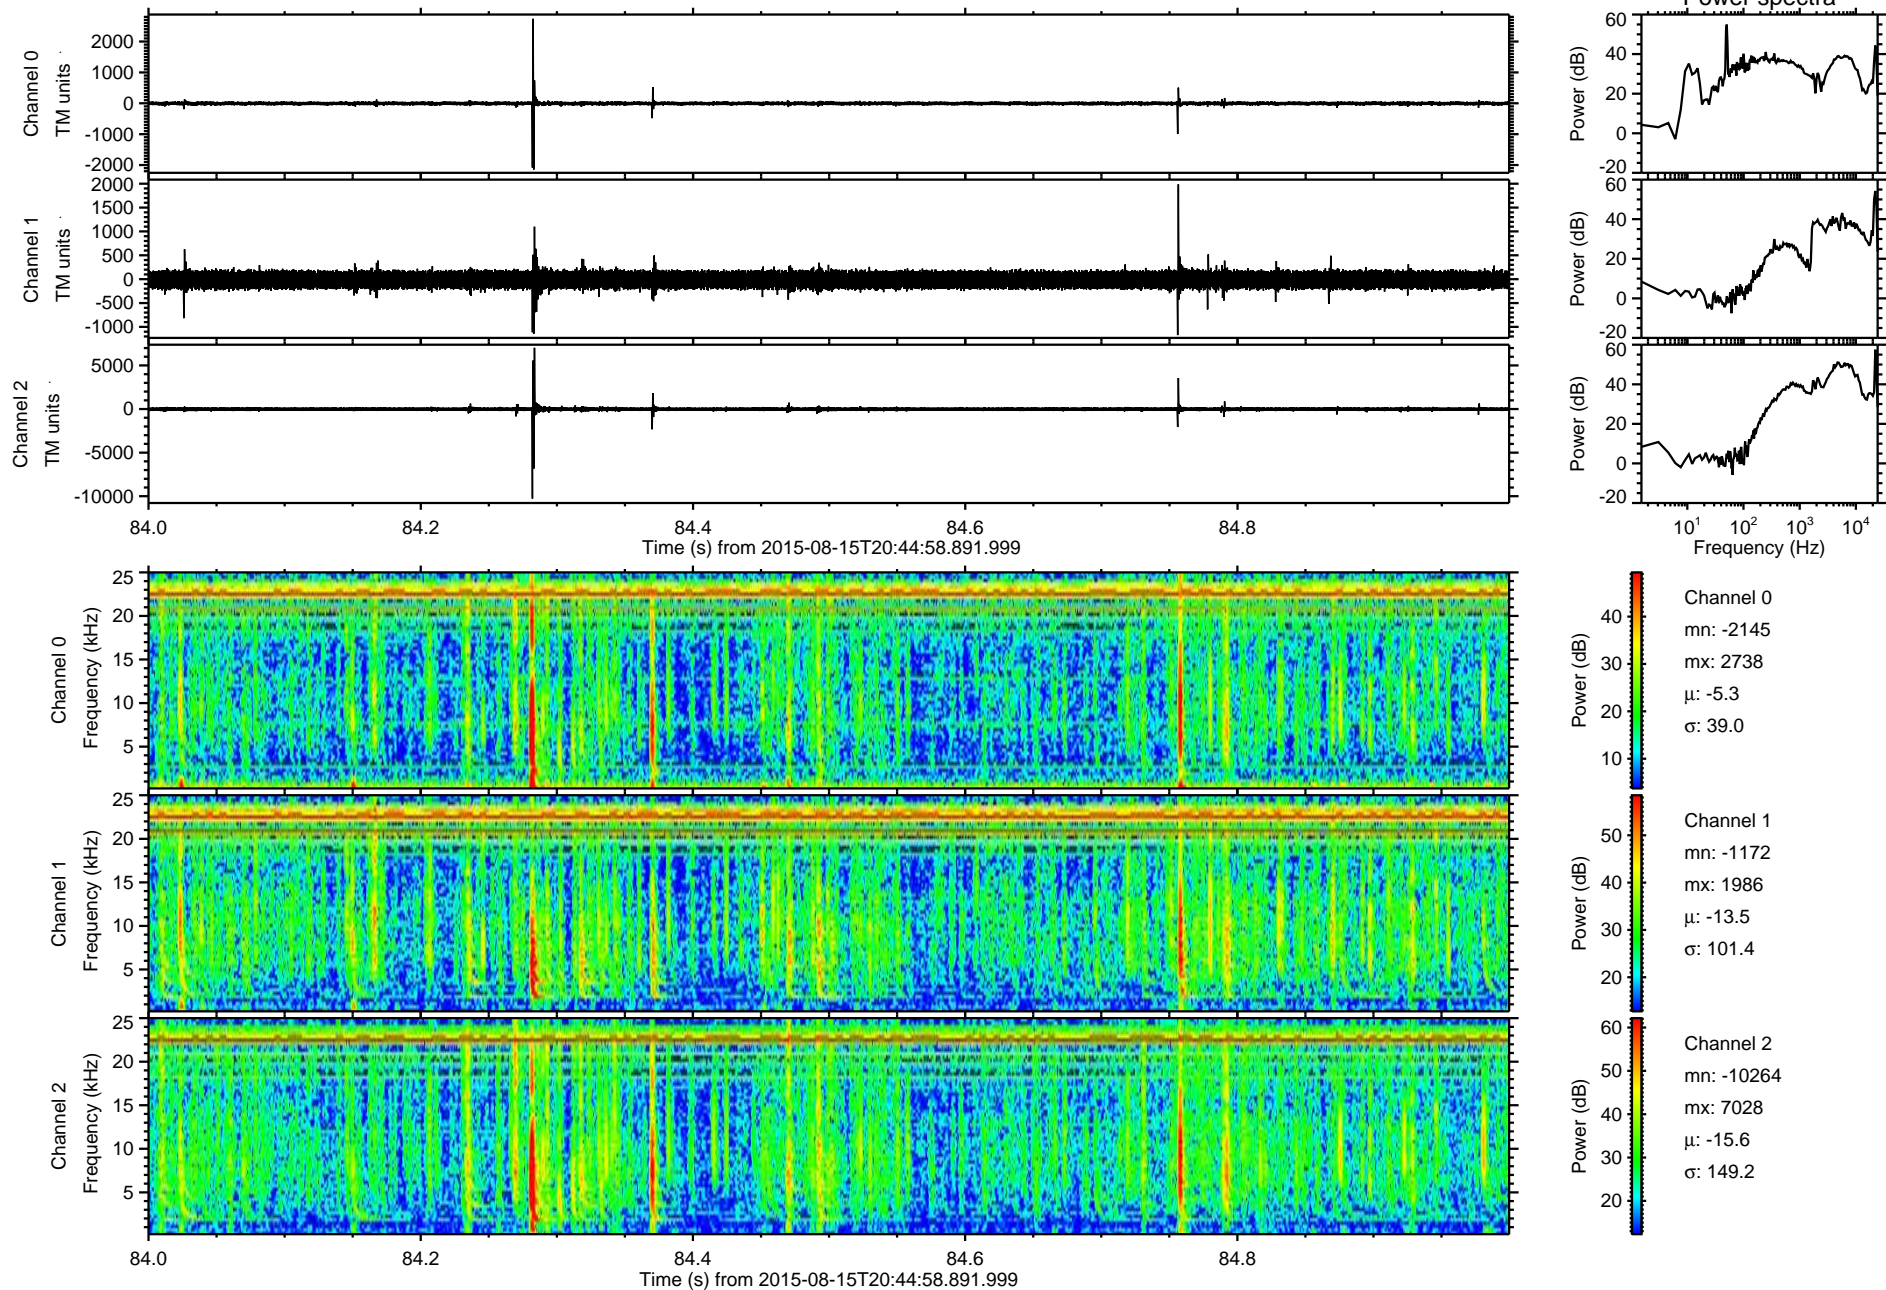 Power spectra
Channel 0
TM units
2000
1000
0
-1000
-2000
Power (dB)
60
40
20
0
-20
Channel 1
TM units
2000
1500
1000
500
0
-500
-1000
Power (dB)
60
40
20
0
-20
Channel 2
TM units
5000
0
-5000
-10000
Power (dB)
60
40
20
0
-20
84.0 84.2 84.4 84.6 84.8
Time (s) from 2015-08-15T20:44:58.891.999
10^1 10^2 10^3 10^4
Frequency (Hz)
Channel 0
Frequency (kHz)
25
20
15
10
5
Power (dB)
40
30
20
10
Channel 0
mn: -2145
mx: 2738
μ: -5.3
σ: 39.0
Channel 1
Frequency (kHz)
25
20
15
10
5
Power (dB)
50
40
30
20
Channel 1
mn: -1172
mx: 1986
μ: -13.5
σ: 101.4
Channel 2
Frequency (kHz)
25
20
15
10
5
Power (dB)
60
50
40
30
20
Channel 2
mn: -10264
mx: 7028
μ: -15.6
σ: 149.2
84.0 84.2 84.4 84.6 84.8
Time (s) from 2015-08-15T20:44:58.891.999